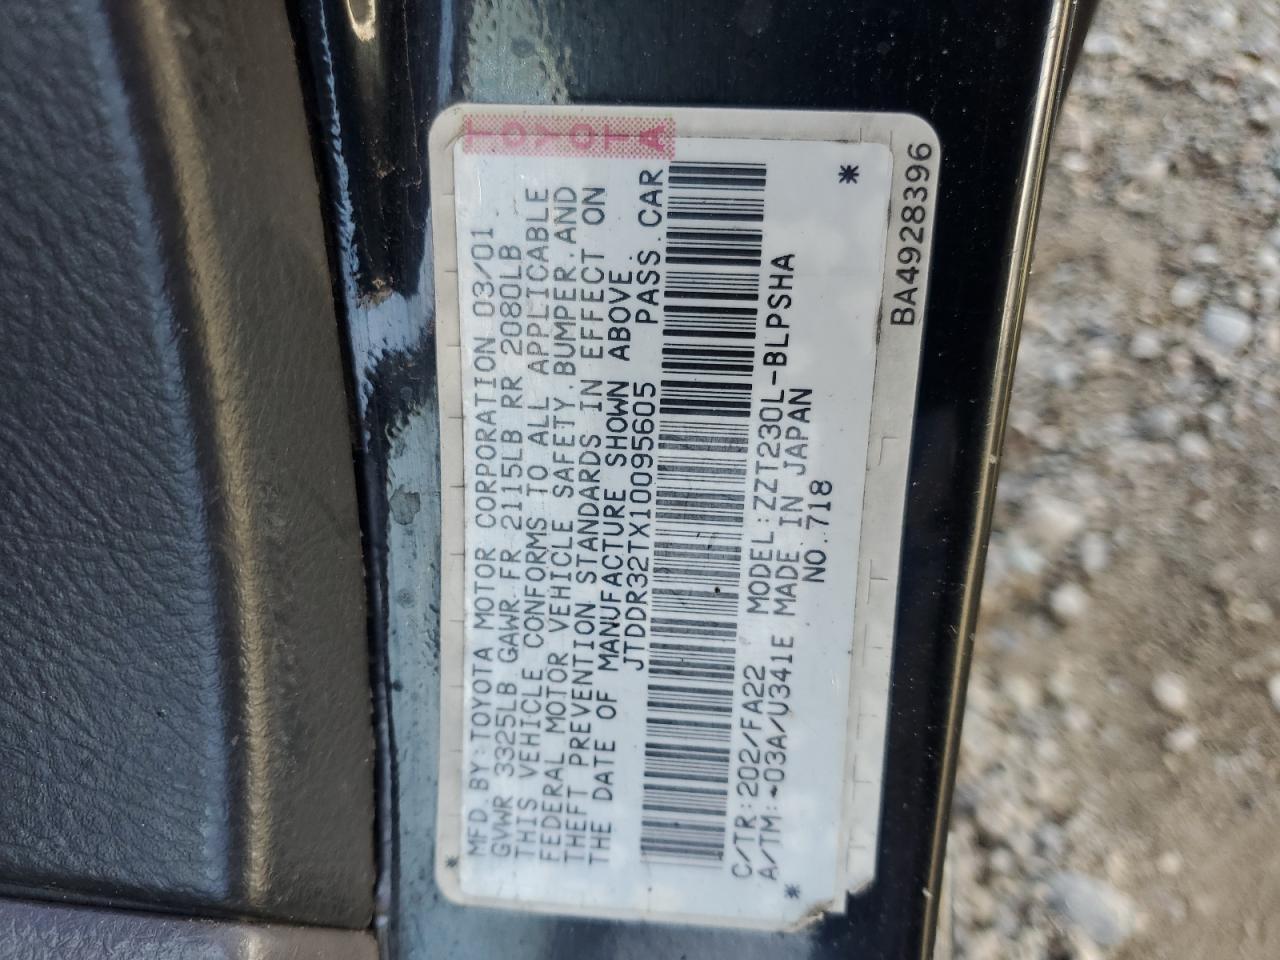 TOYOTA
MFD. BY: TOYOTA MOTOR CORPORATION 03/01
GVWR 3325LB GAWR FR 2115LB RR 2080LB
THIS VEHICLE CONFORMS TO ALL APPLICABLE
FEDERAL MOTOR VEHICLE SAFETY, BUMPER, AND
THEFT PREVENTION STANDARDS IN EFFECT ON
THE DATE OF MANUFACTURE SHOWN ABOVE.
JTDDR32TX10095605 PASS. CAR
C/TR: 202/FA22 MODEL: ZZT230L-BLPSHA
A/TM: -03A/U341E MADE IN JAPAN
NO. 718
BA4928396